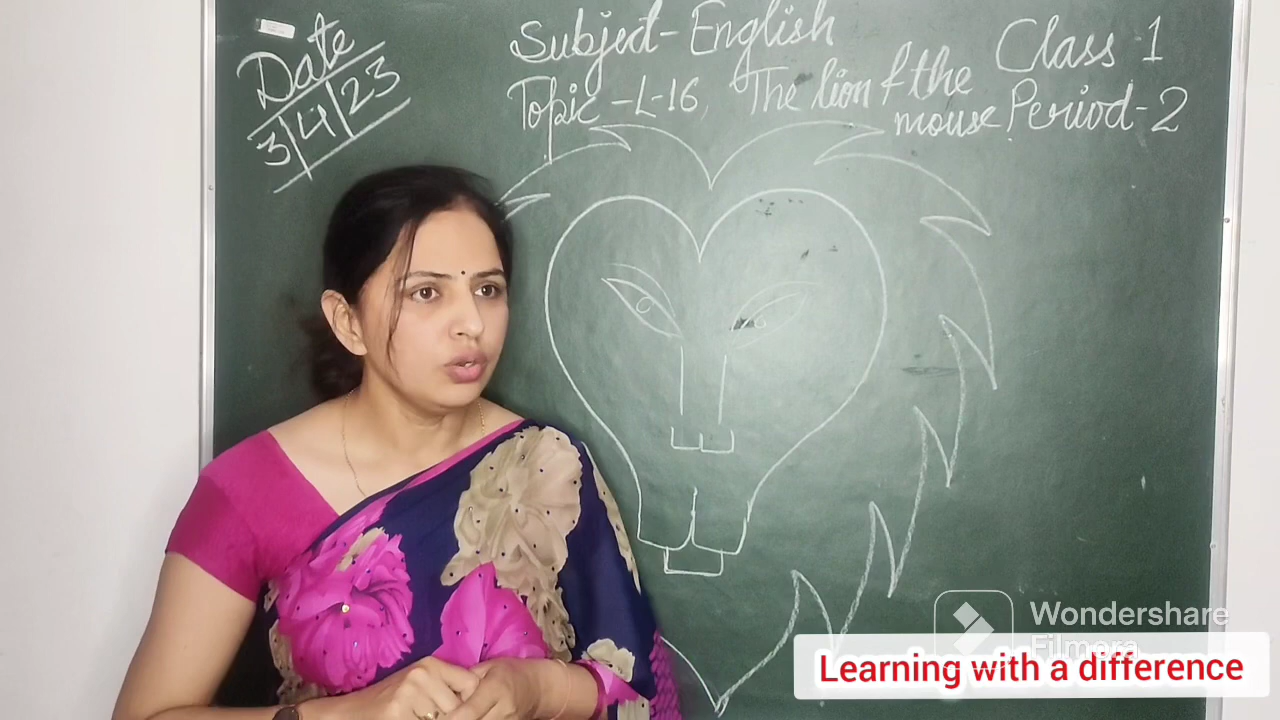 Date
3/4/23
Subject-English
Class 1
Topic-L-16, The lion & the
mouse
Period-2
Wondershare
Filmora
Learning with a difference